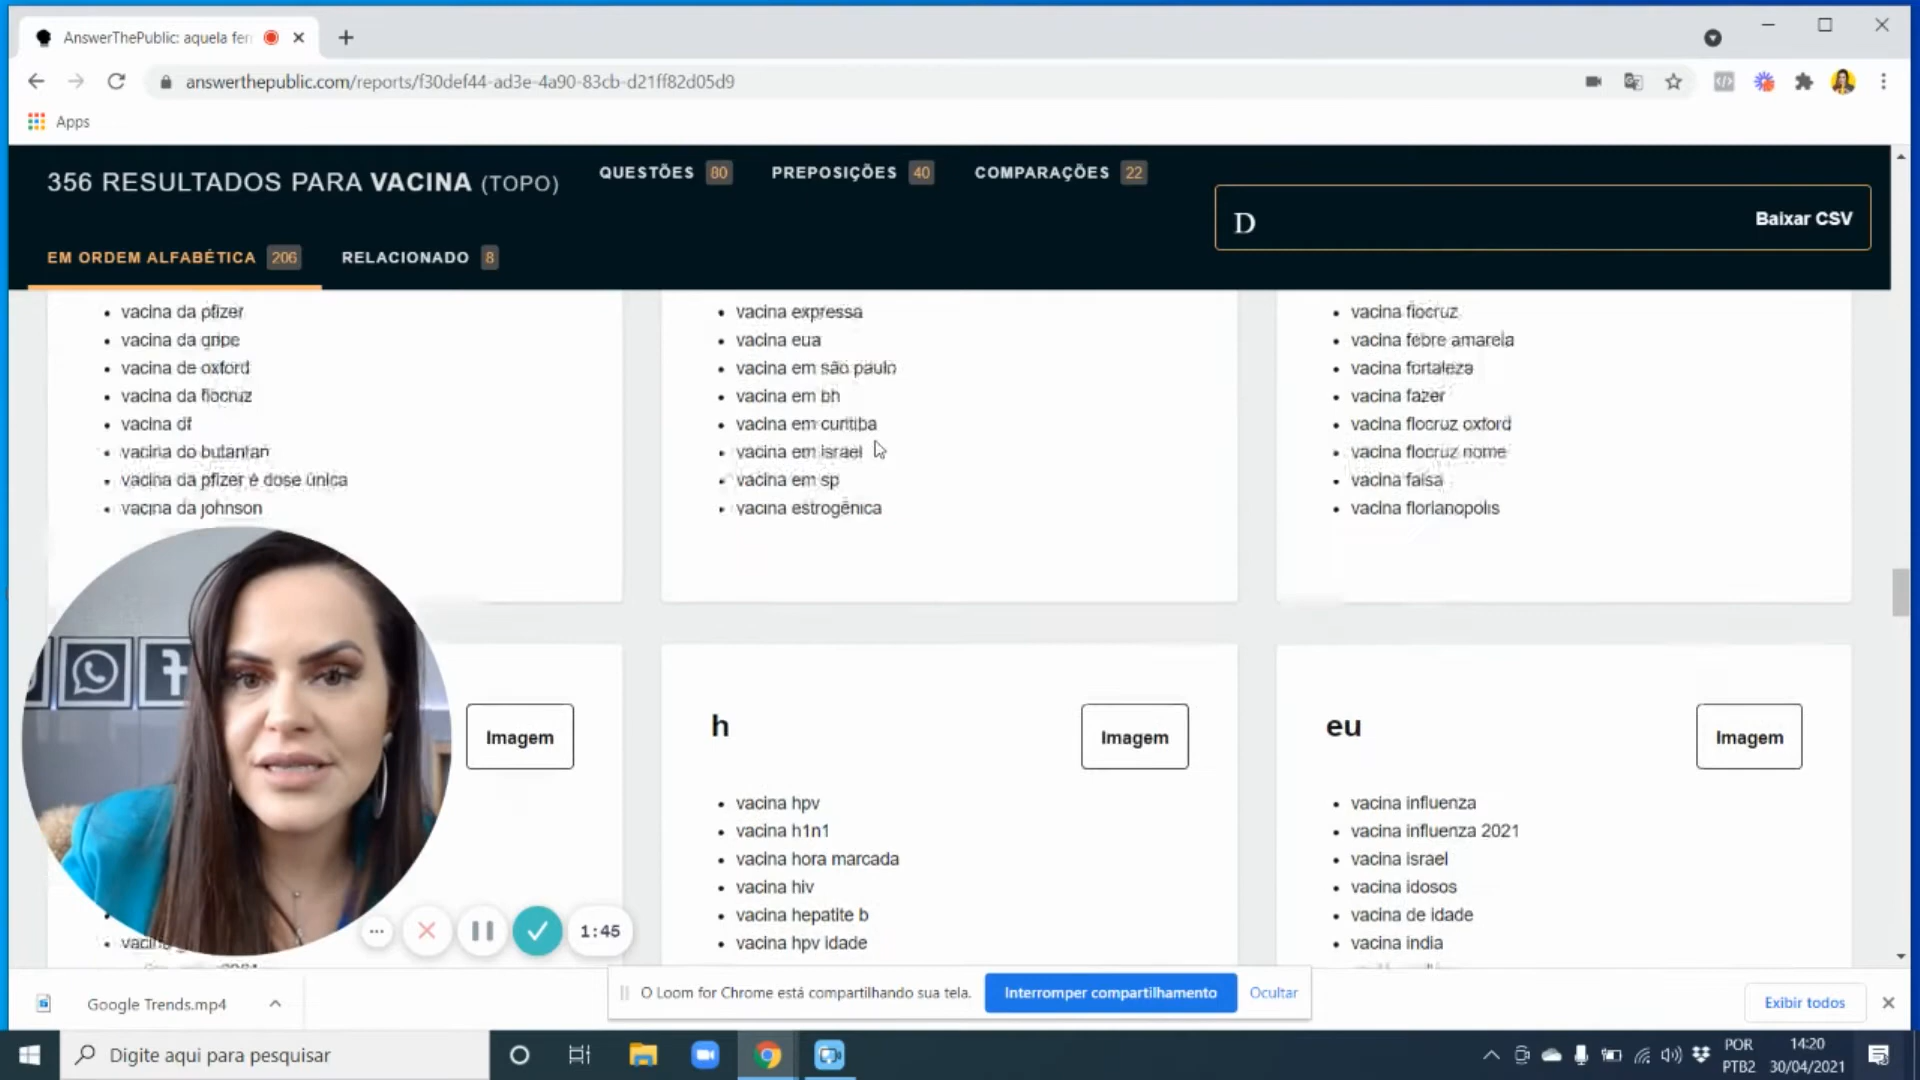 AnswerThePublic: aquela fer
answerthepublic.com/reports/f30def44-ad3e-4a90-83cb-d21ff82d05d9
Apps
356 RESULTADOS PARA VACINA (TOPO)
QUESTÕES 80
PREPOSIÇÕES 40
COMPARAÇÕES 22
D
Baixar CSV
EM ORDEM ALFABÉTICA 206
RELACIONADO 8
vacina da pfizer
vacina da gripe
vacina de oxford
vacina da fiocruz
vacina df
vacina do butantan
vacina da pfizer é dose única
vacina da johnson
vacina expressa
vacina eua
vacina em são paulo
vacina em bh
vacina em curitiba
vacina em israel
vacina em sp
vacina estrogênica
vacina fiocruz
vacina febre amarela
vacina fortaleza
vacina fazer
vacina fiocruz oxford
vacina fiocruz nome
vacina falsa
vacina florianopolis
Imagem
h
Imagem
vacina hpv
vacina h1n1
vacina hora marcada
vacina hiv
vacina hepatite b
vacina hpv idade
eu
Imagem
vacina influenza
vacina influenza 2021
vacina israel
vacina idosos
vacina de idade
vacina india
1:45
O Loom for Chrome está compartilhando sua tela.
Interromper compartilhamento
Ocultar
Google Trends.mp4
Exibir todos
Digite aqui para pesquisar
POR
PTB2
14:20
30/04/2021